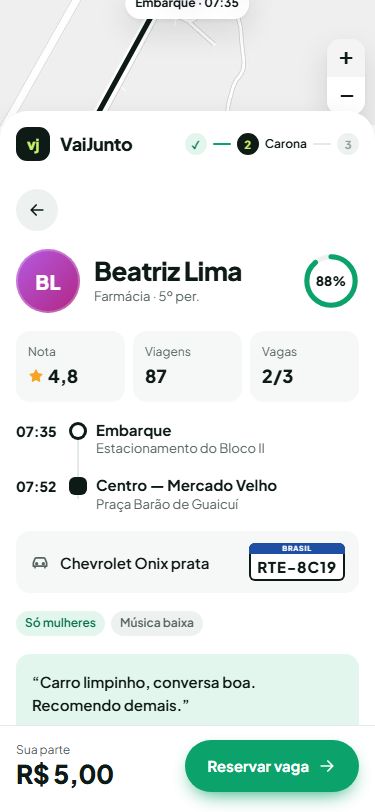 Embarque · 07:35
+
−
vj VaiJunto ✓ 2 Carona 3
←
BL
Beatriz Lima
Farmácia · 5º per.
88%
Nota
★ 4,8
Viagens
87
Vagas
2/3
07:35 Embarque
Estacionamento do Bloco II
07:52 Centro — Mercado Velho
Praça Barão de Guaicuí
Chevrolet Onix prata
BRASIL
RTE-8C19
Só mulheres
Música baixa
“Carro limpinho, conversa boa.
Recomendo demais.”
Sua parte
R$ 5,00
Reservar vaga →